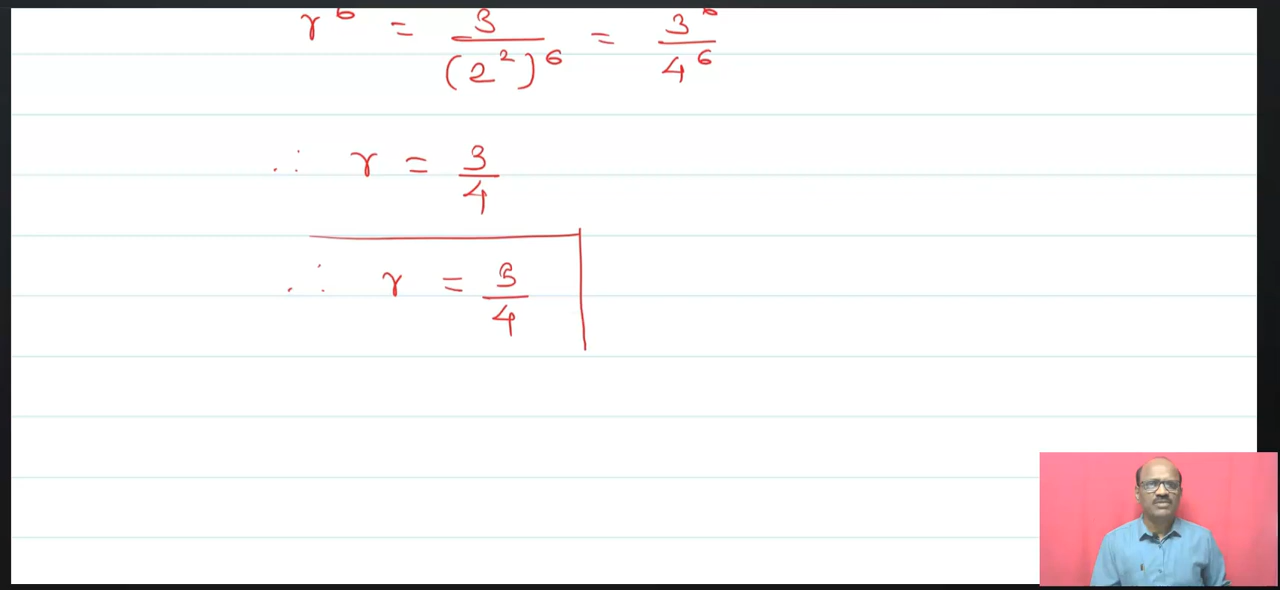 r^6 = 3 / (2^2)^6 = 3^6 / 4^6
∴ r = 3/4
∴ r = 3/4